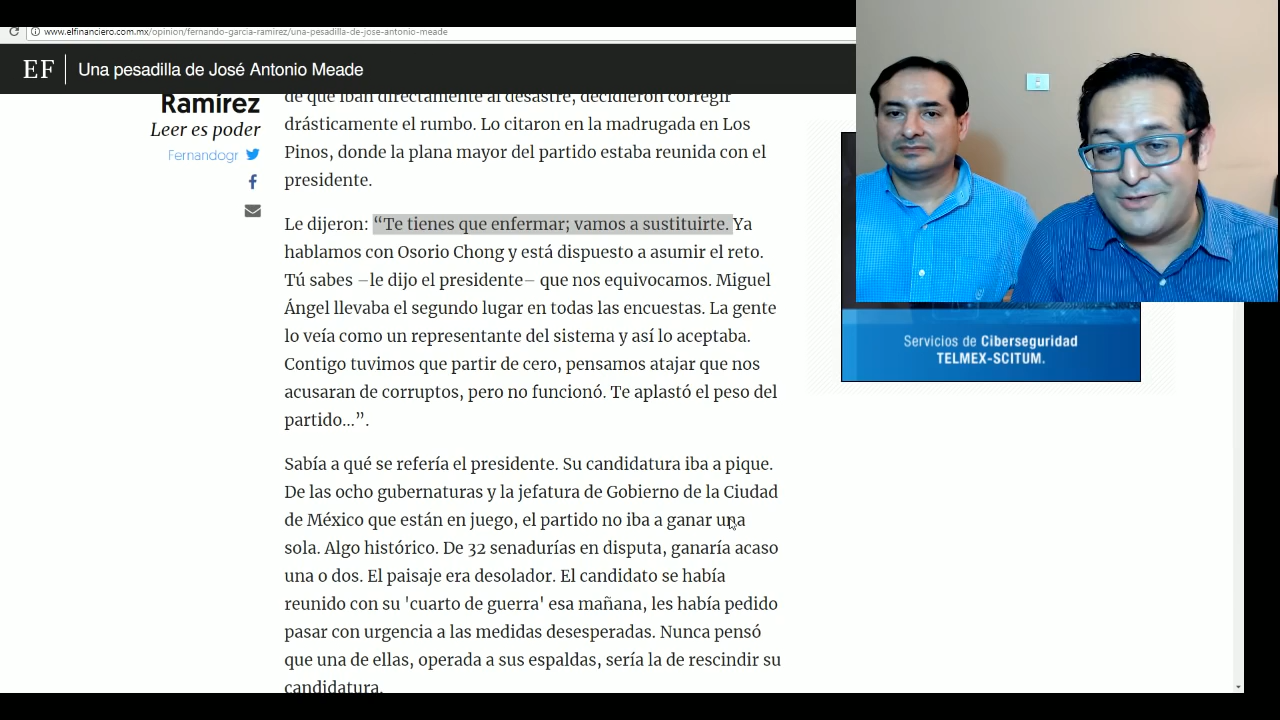 www.elfinanciero.com.mx/opinion/fernando-garcia-ramirez/una-pesadilla-de-jose-antonio-meade
EF Una pesadilla de José Antonio Meade
Ramírez
Leer es poder
Fernandogr
de que iban directamente al desastre, decidieron corregir
drásticamente el rumbo. Lo citaron en la madrugada en Los
Pinos, donde la plana mayor del partido estaba reunida con el
presidente.
Le dijeron: “Te tienes que enfermar; vamos a sustituirte. Ya
hablamos con Osorio Chong y está dispuesto a asumir el reto.
Tú sabes –le dijo el presidente– que nos equivocamos. Miguel
Ángel llevaba el segundo lugar en todas las encuestas. La gente
lo veía como un representante del sistema y así lo aceptaba.
Contigo tuvimos que partir de cero, pensamos atajar que nos
acusaran de corruptos, pero no funcionó. Te aplastó el peso del
partido...”.
Sabía a qué se refería el presidente. Su candidatura iba a pique.
De las ocho gubernaturas y la jefatura de Gobierno de la Ciudad
de México que están en juego, el partido no iba a ganar una
sola. Algo histórico. De 32 senadurías en disputa, ganaría acaso
una o dos. El paisaje era desolador. El candidato se había
reunido con su 'cuarto de guerra' esa mañana, les había pedido
pasar con urgencia a las medidas desesperadas. Nunca pensó
que una de ellas, operada a sus espaldas, sería la de rescindir su
candidatura.
Servicios de Ciberseguridad
TELMEX-SCITUM.